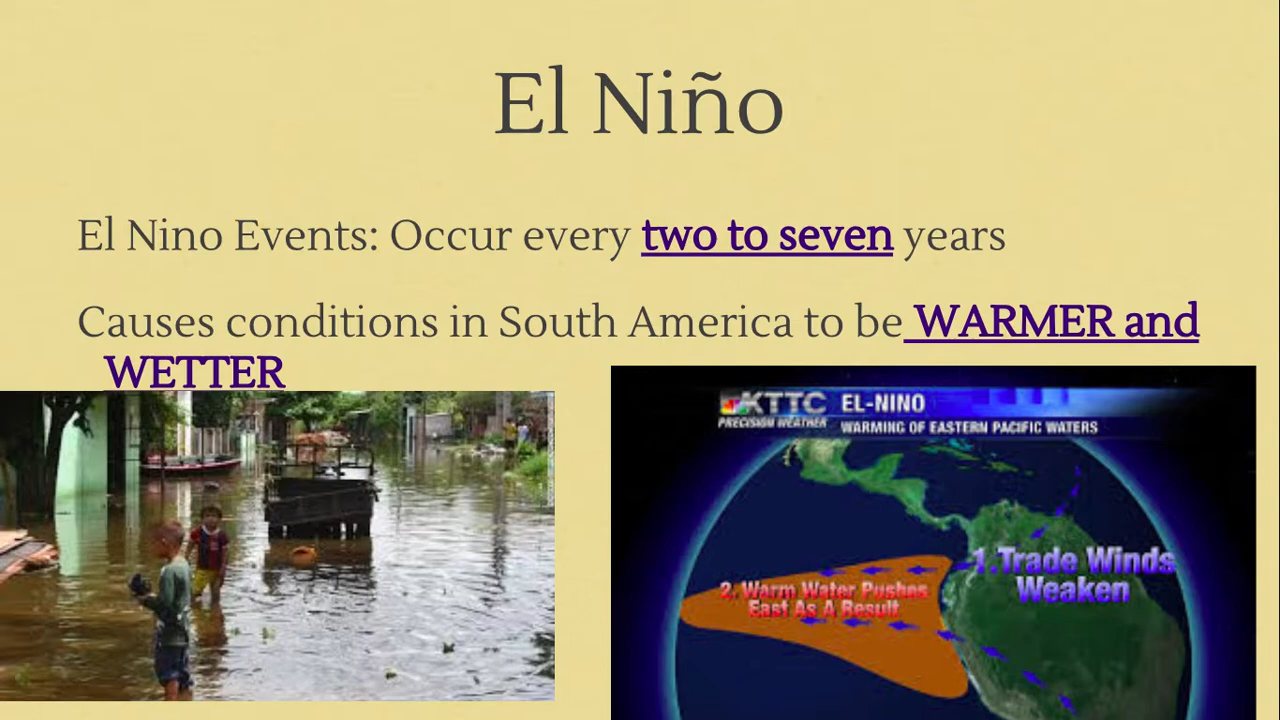 El Niño
El Nino Events: Occur every two to seven years
Causes conditions in South America to be WARMER and
WETTER
KTTC EL-NINO
PRECISION WEATHER WARMING OF EASTERN PACIFIC WATERS
1.Trade Winds
Weaken
2. Warm Water Pushes
East As A Result